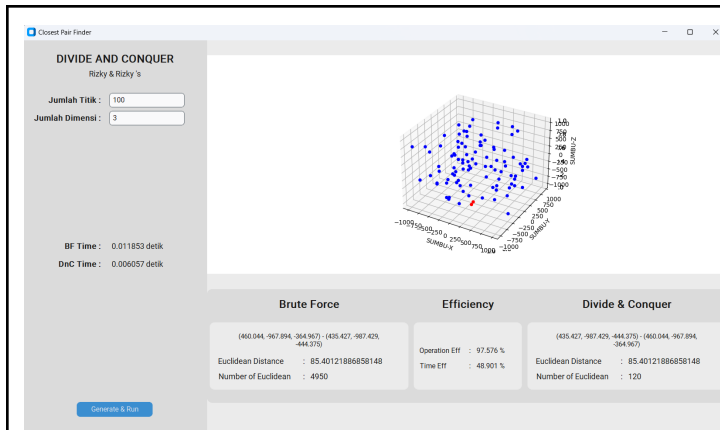 Closest Pair Finder
DIVIDE AND CONQUER
Rizky & Rizky 's
Jumlah Titik : 100
Jumlah Dimensi : 3
BF Time : 0.011853 detik
DnC Time : 0.006057 detik
Generate & Run
SUMBU-X
SUMBU-Y
SUMBU-Z
Brute Force
(460.044, -967.894, -364.967) - (435.427, -987.429,
-444.375)
Euclidean Distance : 85.40121886858148
Number of Euclidean : 4950
Efficiency
Operation Eff : 97.576 %
Time Eff : 48.901 %
Divide & Conquer
(435.427, -987.429, -444.375) - (460.044, -967.894,
-364.967)
Euclidean Distance : 85.40121886858148
Number of Euclidean : 120